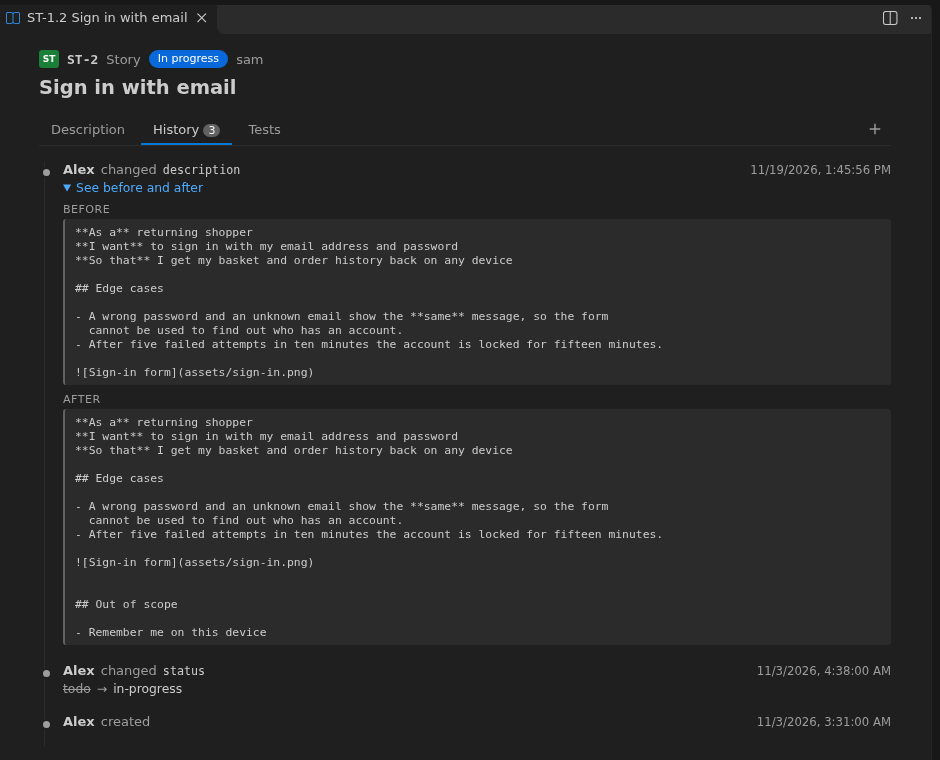 ST-1.2 Sign in with email
ST ST-2 Story In progress sam
Sign in with email
Description History 3 Tests
Alex changed description 11/19/2026, 1:45:56 PM
See before and after
BEFORE
**As a** returning shopper
**I want** to sign in with my email address and password
**So that** I get my basket and order history back on any device
## Edge cases
- A wrong password and an unknown email show the **same** message, so the form
cannot be used to find out who has an account.
- After five failed attempts in ten minutes the account is locked for fifteen minutes.
![Sign-in form](assets/sign-in.png)
AFTER
**As a** returning shopper
**I want** to sign in with my email address and password
**So that** I get my basket and order history back on any device
## Edge cases
- A wrong password and an unknown email show the **same** message, so the form
cannot be used to find out who has an account.
- After five failed attempts in ten minutes the account is locked for fifteen minutes.
![Sign-in form](assets/sign-in.png)
## Out of scope
- Remember me on this device
Alex changed status 11/3/2026, 4:38:00 AM
todo → in-progress
Alex created 11/3/2026, 3:31:00 AM